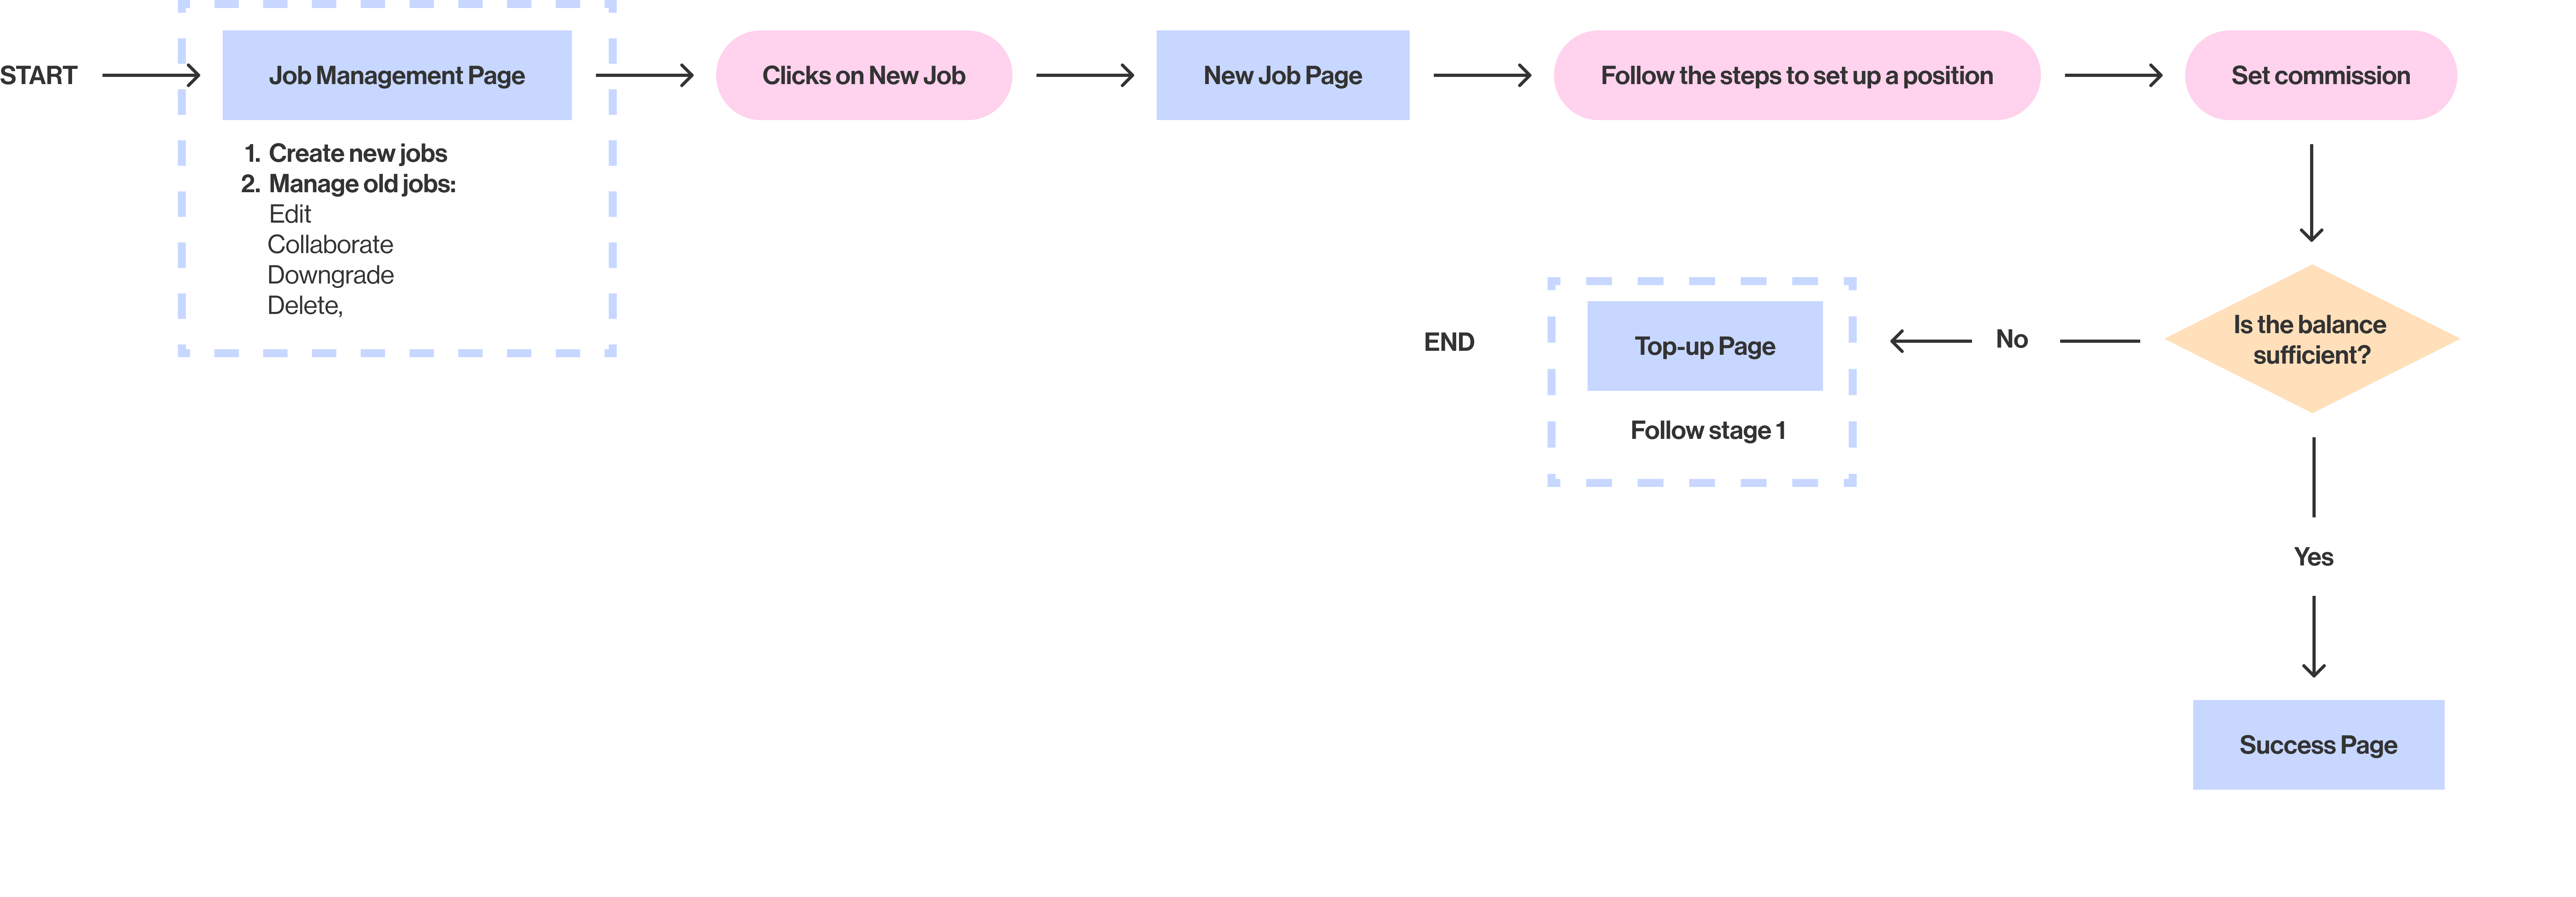 START
Job Management Page
Clicks on New Job
New Job Page
Follow the steps to set up a position
Set commission
1. Create new jobs
2. Manage old jobs:
Edit
Collaborate
Downgrade
Delete,
Is the balance
sufficient?
No
Top-up Page
Follow stage 1
END
Yes
Success Page